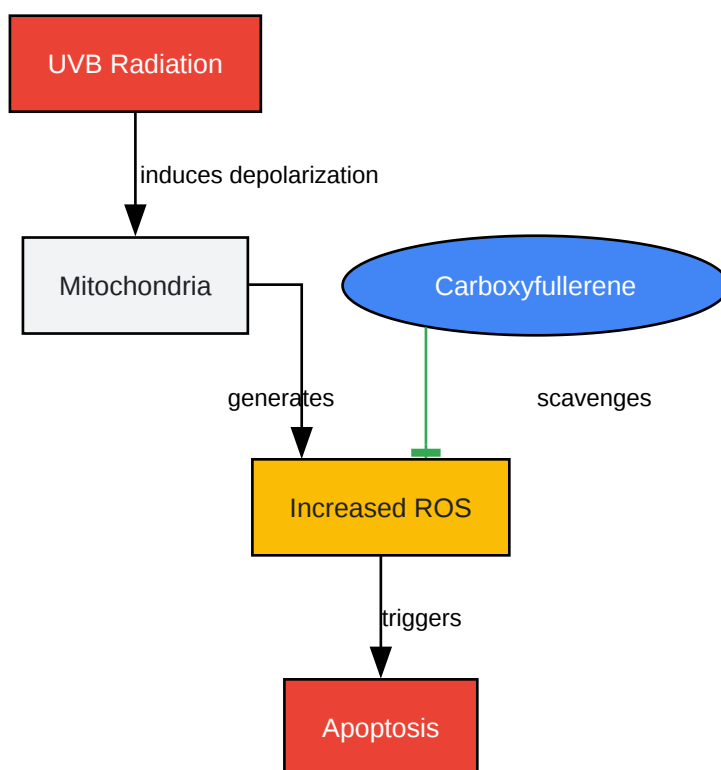 UVB Radiation
induces depolarization
Mitochondria
Carboxyfullerene
generates
scavenges
Increased ROS
triggers
Apoptosis